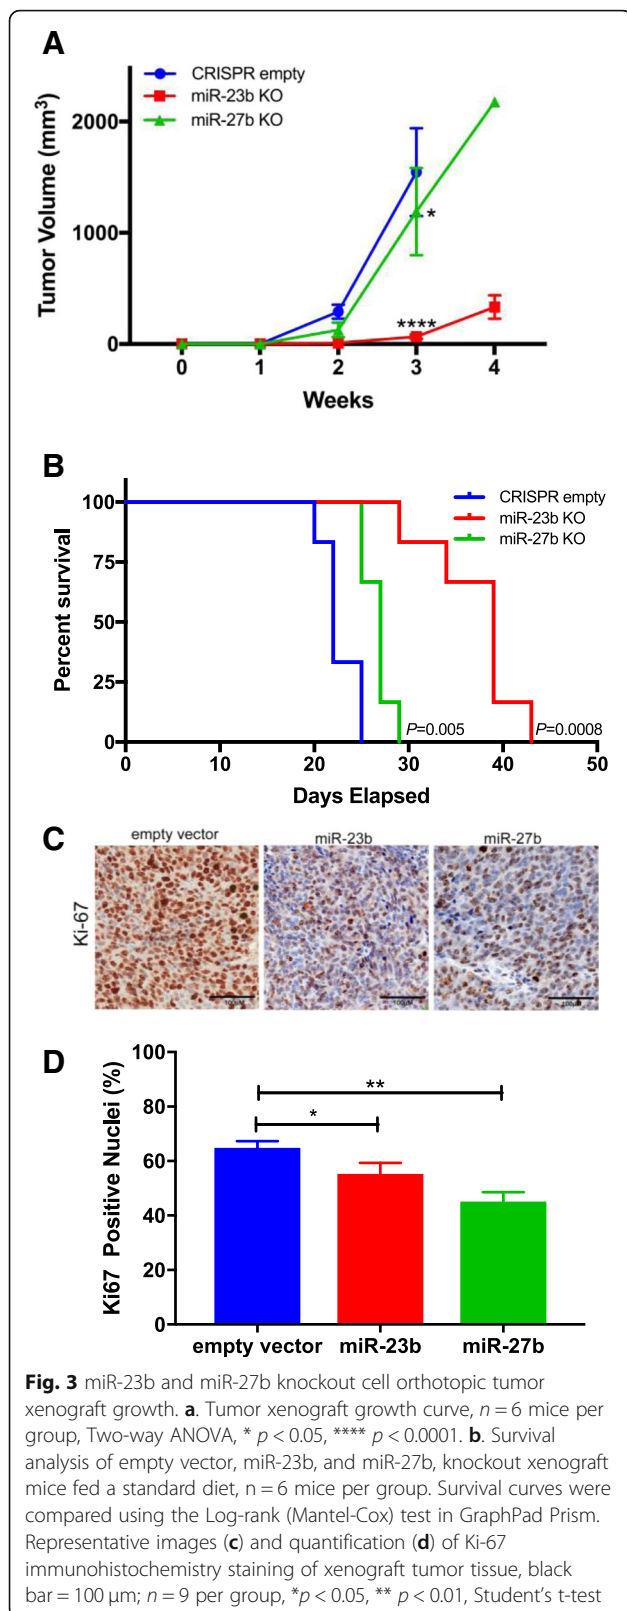 A
CRISPR empty
miR-23b KO
miR-27b KO
Tumor Volume (mm³)
2000
1000
0
*
****
0 1 2 3 4
Weeks
B
CRISPR empty
miR-23b KO
miR-27b KO
Percent survival
100
75
50
25
0
P=0.005
P=0.0008
0 10 20 30 40 50
Days Elapsed
C
empty vector miR-23b miR-27b
Ki-67
100µM 100µM 100µM
D
Ki67 Positive Nuclei (%)
100
80
60
40
20
0
**
*
empty vector miR-23b miR-27b
Fig. 3 miR-23b and miR-27b knockout cell orthotopic tumor
xenograft growth. a. Tumor xenograft growth curve, n = 6 mice per
group, Two-way ANOVA, * p < 0.05, **** p < 0.0001. b. Survival
analysis of empty vector, miR-23b, and miR-27b, knockout xenograft
mice fed a standard diet, n = 6 mice per group. Survival curves were
compared using the Log-rank (Mantel-Cox) test in GraphPad Prism.
Representative images (c) and quantification (d) of Ki-67
immunohistochemistry staining of xenograft tumor tissue, black
bar = 100 μm; n = 9 per group, *p < 0.05, ** p < 0.01, Student's t-test